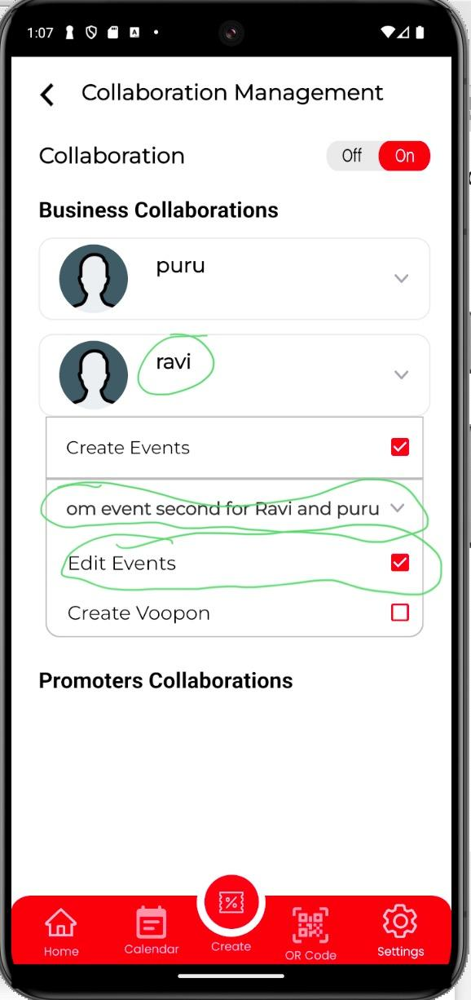 1:07
Collaboration Management
Collaboration Off On
Business Collaborations
puru
ravi
Create Events
om event second for Ravi and puru
Edit Events
Create Voopon
Promoters Collaborations
Home Calendar Create OR Code Settings